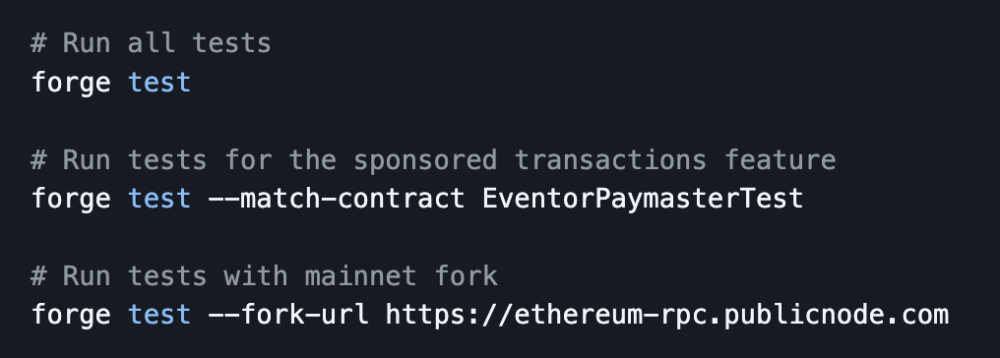 # Run all tests
forge test
# Run tests for the sponsored transactions feature
forge test --match-contract EventorPaymasterTest
# Run tests with mainnet fork
forge test --fork-url https://ethereum-rpc.publicnode.com